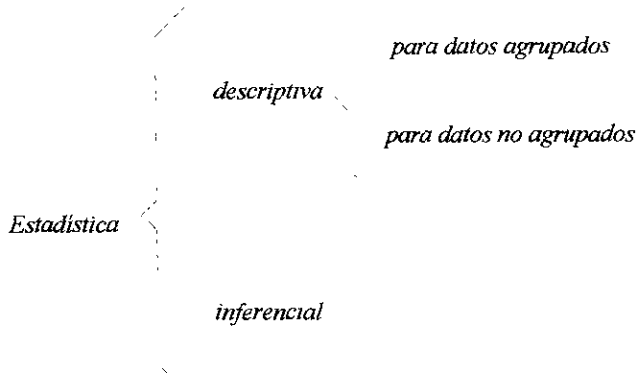 para datos agrupados
descriptiva
para datos no agrupados
Estadística
inferencial